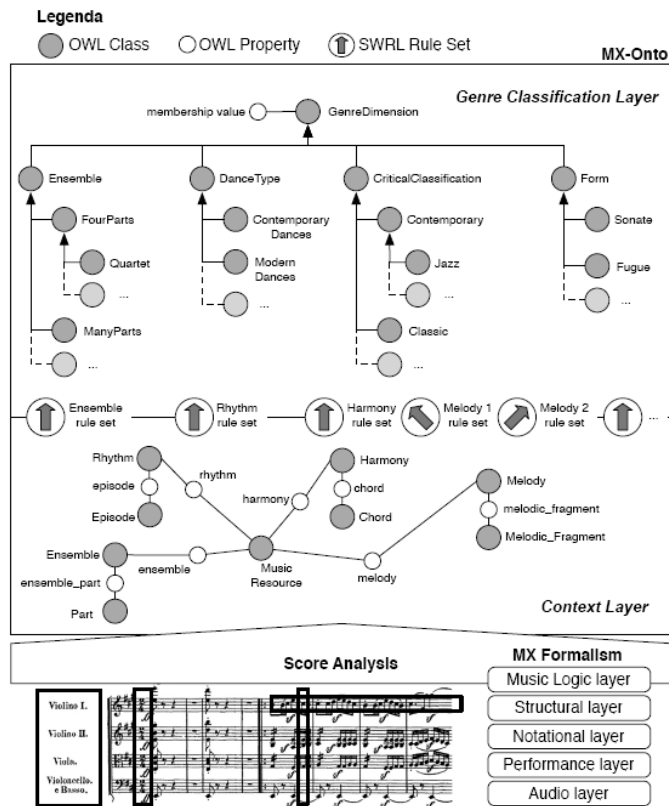 Legenda
OWL Class OWL Property SWRL Rule Set
MX-Onto
Genre Classification Layer
membership value GenreDimension
Ensemble DanceType CriticalClassification Form
FourParts Contemporary Dances Contemporary Sonate
Quartet Modern Dances Jazz Fugue
... ... ... ...
ManyParts Classic
... ...
Ensemble rule set Rhythm rule set Harmony rule set Melody 1 rule set Melody 2 rule set ...
Rhythm Harmony
rhythm Melody
episode harmony chord melodic_fragment
Episode Chord Melodic_Fragment
Ensemble ensemble Music Resource melody
ensemble_part
Part
Context Layer
Score Analysis MX Formalism
Music Logic layer
Violino I. Structural layer
Violino II. Notational layer
Viola. Performance layer
Violoncello.
e Basso. Audio layer